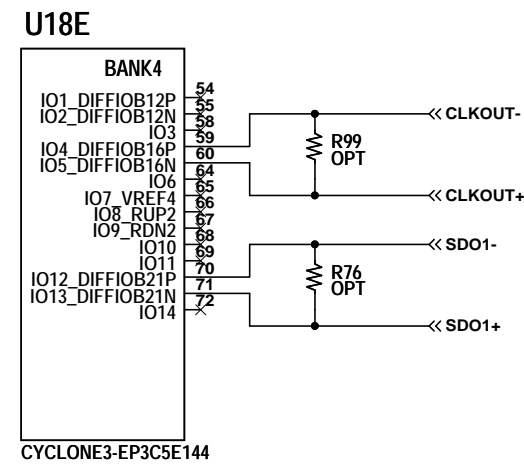 U18E
BANK4
IO1_DIFFIOB12P 54
IO2_DIFFIOB12N 55
IO3 58
IO4_DIFFIOB16P 59
IO5_DIFFIOB16N 60
IO6 64
IO7_VREF4 65
IO8_RUP2 66
IO9_RDN2 67
IO10 68
IO11 69
IO12_DIFFIOB21P 70
IO13_DIFFIOB21N 71
IO14 72
CLKOUT-
R99
OPT
CLKOUT+
SDO1-
R76
OPT
SDO1+
CYCLONE3-EP3C5E144